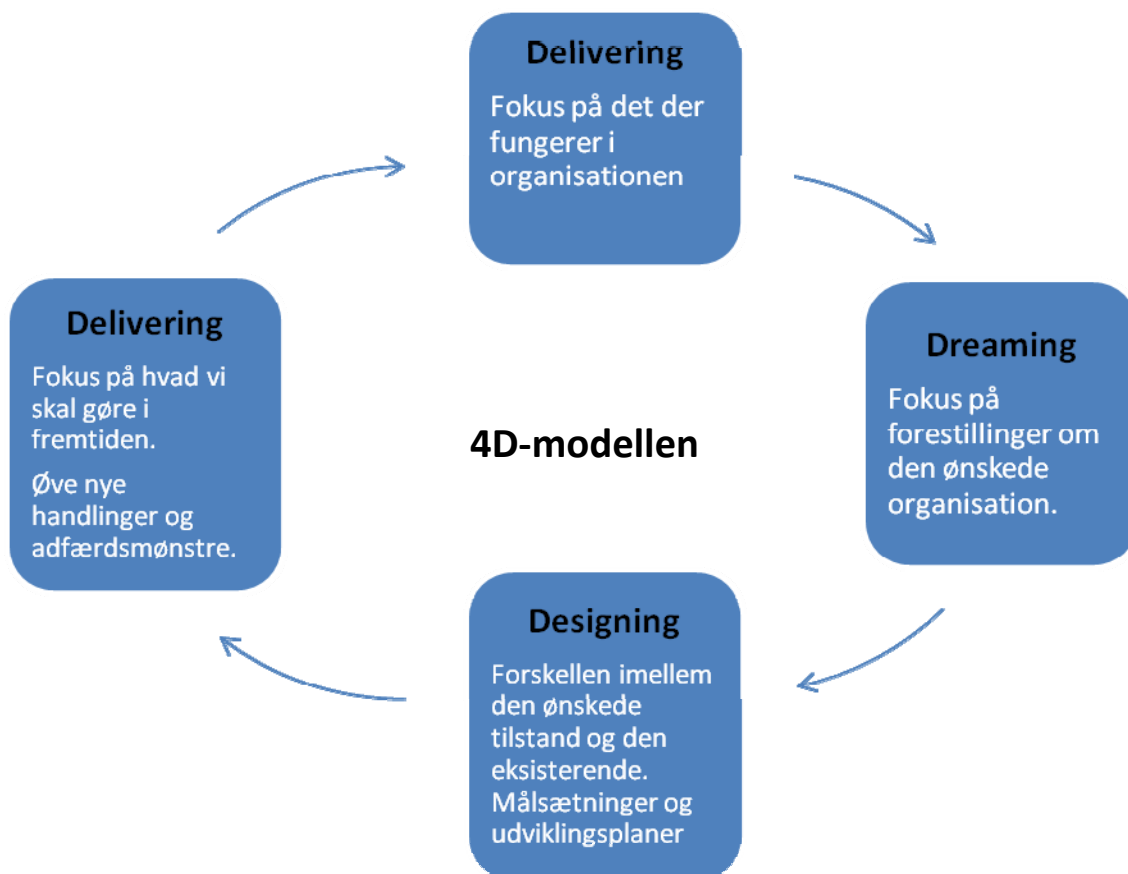 Delivering
Fokus på det der
fungerer i
organisationen
Delivering
Fokus på hvad vi
skal gøre i
fremtiden.
Øve nye
handlinger og
adfærdsmønstre.
4D-modellen
Dreaming
Fokus på
forestillinger om
den ønskede
organisation.
Designing
Forskellen imellem
den ønskede
tilstand og den
eksisterende.
Målsætninger og
udviklingsplaner